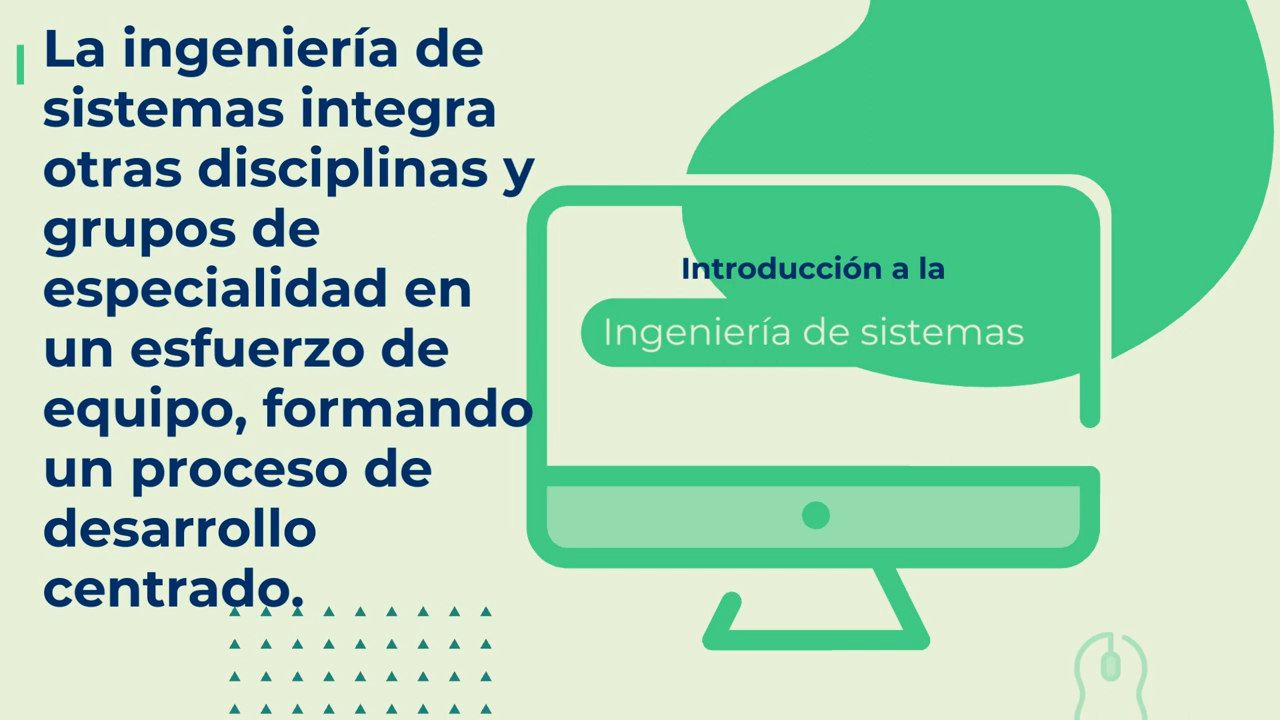 La ingeniería de
sistemas integra
otras disciplinas y
grupos de
especialidad en
un esfuerzo de
equipo, formando
un proceso de
desarrollo
centrado.
Introducción a la
Ingeniería de sistemas